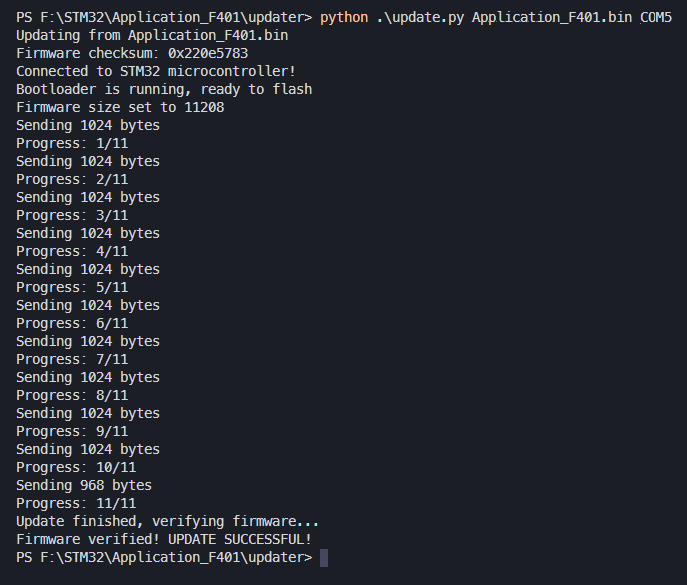 PS F:\STM32\Application_F401\updater> python .\update.py Application_F401.bin COM5
Updating from Application_F401.bin
Firmware checksum: 0x220e5783
Connected to STM32 microcontroller!
Bootloader is running, ready to flash
Firmware size set to 11208
Sending 1024 bytes
Progress: 1/11
Sending 1024 bytes
Progress: 2/11
Sending 1024 bytes
Progress: 3/11
Sending 1024 bytes
Progress: 4/11
Sending 1024 bytes
Progress: 5/11
Sending 1024 bytes
Progress: 6/11
Sending 1024 bytes
Progress: 7/11
Sending 1024 bytes
Progress: 8/11
Sending 1024 bytes
Progress: 9/11
Sending 1024 bytes
Progress: 10/11
Sending 968 bytes
Progress: 11/11
Update finished, verifying firmware...
Firmware verified! UPDATE SUCCESSFUL!
PS F:\STM32\Application_F401\updater>